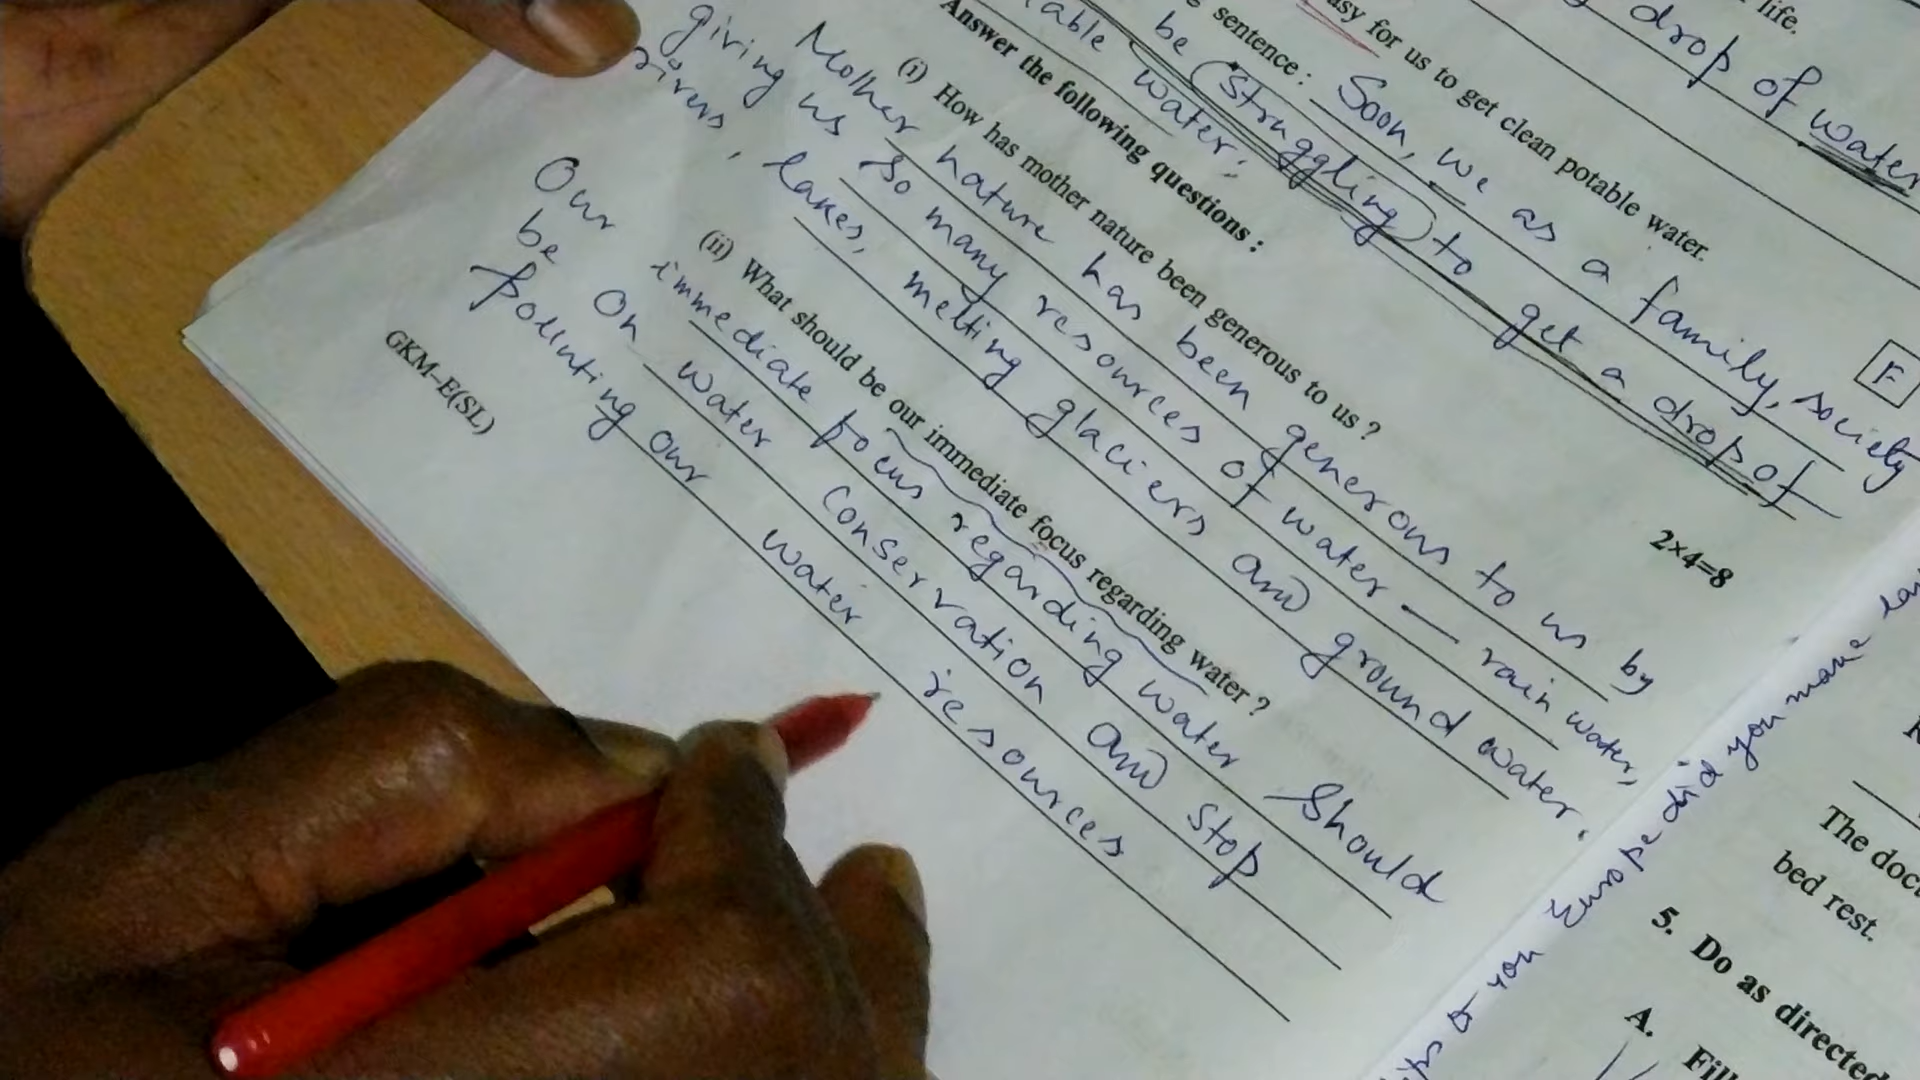 life.
drop of water
easy for us to get clean potable water.
sentence : Soon, we as a family, society
be struggling to get a drop of
water.
F
Answer the following questions :
2×4=8
(i) How has mother nature been generous to us ?
Mother nature has been generous to us by
giving us so many resources of water — rain water,
rivers, lakes, melting glaciers and ground water.
(ii) What should be our immediate focus regarding water ?
Our immediate focus regarding water should
be on water conservation and stop
polluting our water resources
GKM–E(SL)
to you Europe did you make
The doc
bed rest.
5. Do as directed
A. Fill